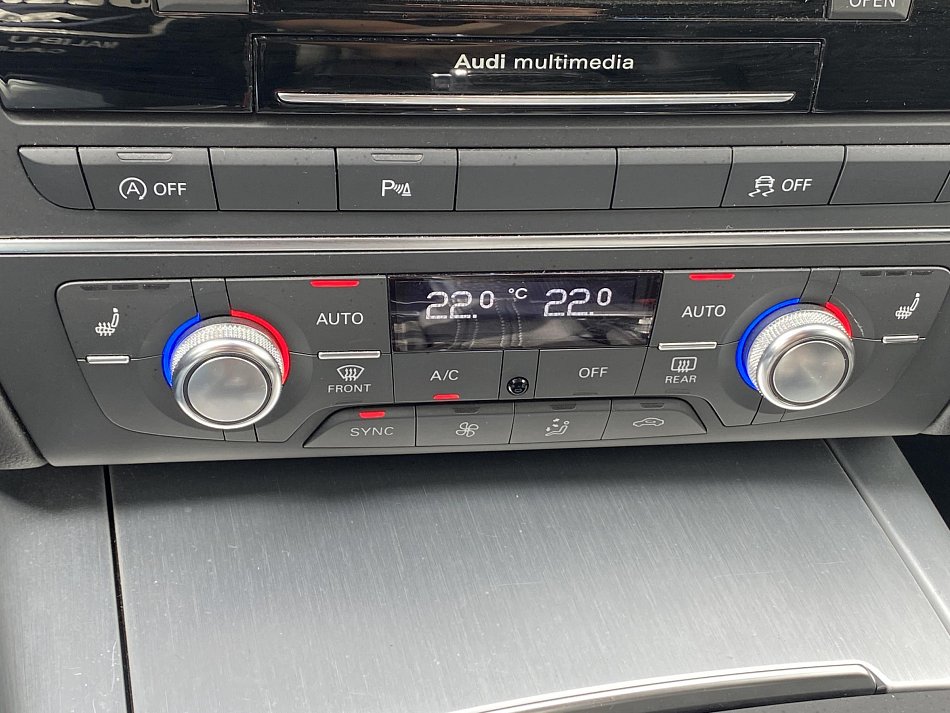 OPEN
Audi multimedia
A OFF
P
OFF
22.0 °C 22.0
AUTO
AUTO
FRONT
A/C
OFF
REAR
SYNC